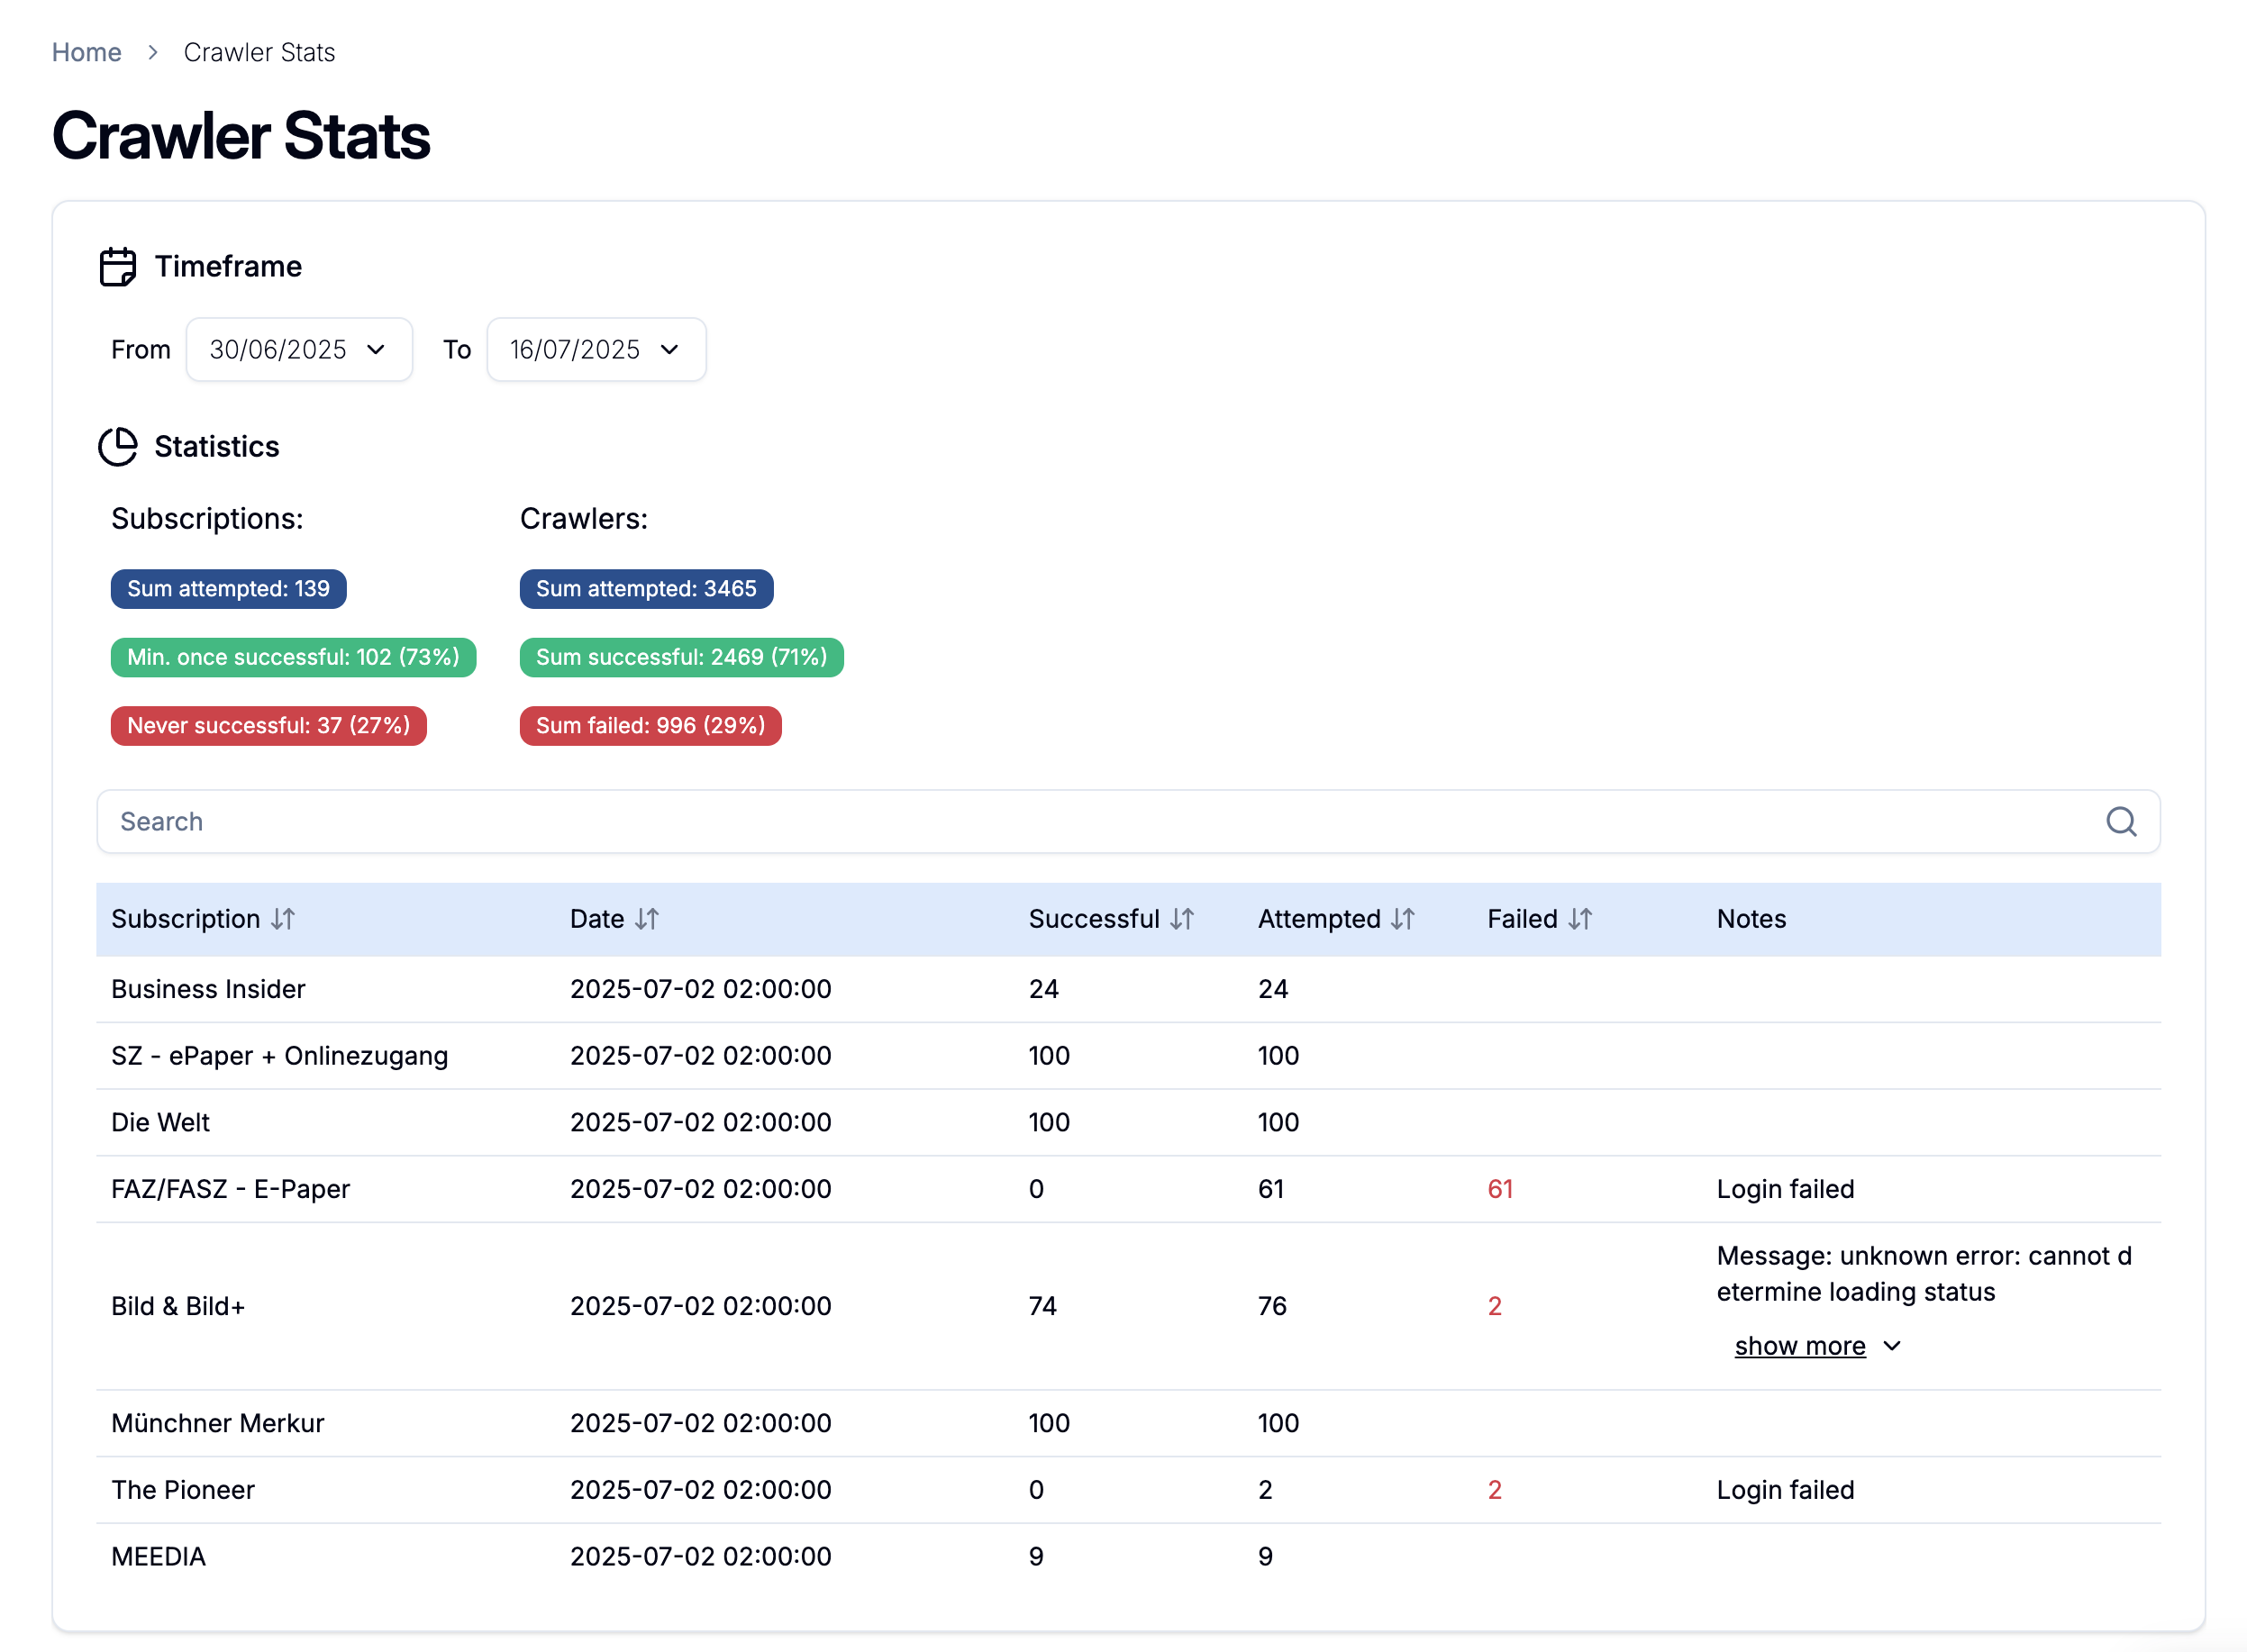 Home > Crawler Stats
Crawler Stats
Timeframe
From 30/06/2025 To 16/07/2025
Statistics
Subscriptions: Crawlers:
Sum attempted: 139 Sum attempted: 3465
Min. once successful: 102 (73%) Sum successful: 2469 (71%)
Never successful: 37 (27%) Sum failed: 996 (29%)
Search
Subscription Date Successful Attempted Failed Notes
Business Insider 2025-07-02 02:00:00 24 24
SZ - ePaper + Onlinezugang 2025-07-02 02:00:00 100 100
Die Welt 2025-07-02 02:00:00 100 100
FAZ/FASZ - E-Paper 2025-07-02 02:00:00 0 61 61 Login failed
Bild & Bild+ 2025-07-02 02:00:00 74 76 2 Message: unknown error: cannot d
etermine loading status
show more
Münchner Merkur 2025-07-02 02:00:00 100 100
The Pioneer 2025-07-02 02:00:00 0 2 2 Login failed
MEEDIA 2025-07-02 02:00:00 9 9